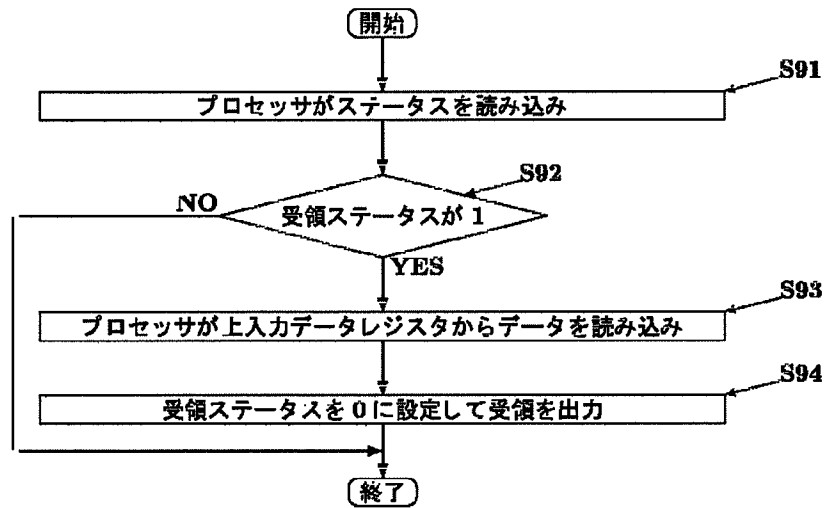 開始
S91
プロセッサがステータスを読み込み
S92
NO
受領ステータスが 1
YES
S93
プロセッサが上入力データレジスタからデータを読み込み
S94
受領ステータスを 0 に設定して受領を出力
終了